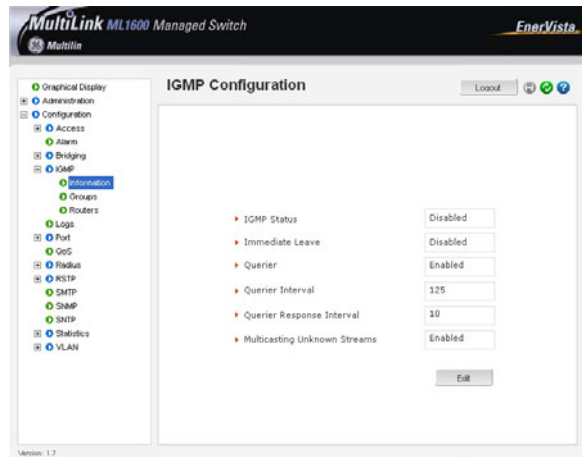 MultiLink ML1600 Managed Switch
EnerVista
Multilin
IGMP Configuration
Logout
Graphical Display
Administration
Configuration
Access
Alarm
Bridging
IGMP
Information
Groups
Routers
Logs
Port
QoS
Radius
RSTP
SMTP
SNMP
SNTP
Statistics
VLAN
IGMP Status Disabled
Immediate Leave Disabled
Querier Enabled
Querier Interval 125
Querier Response Interval 10
Multicasting Unknown Streams Enabled
Edit
Version: 1.7